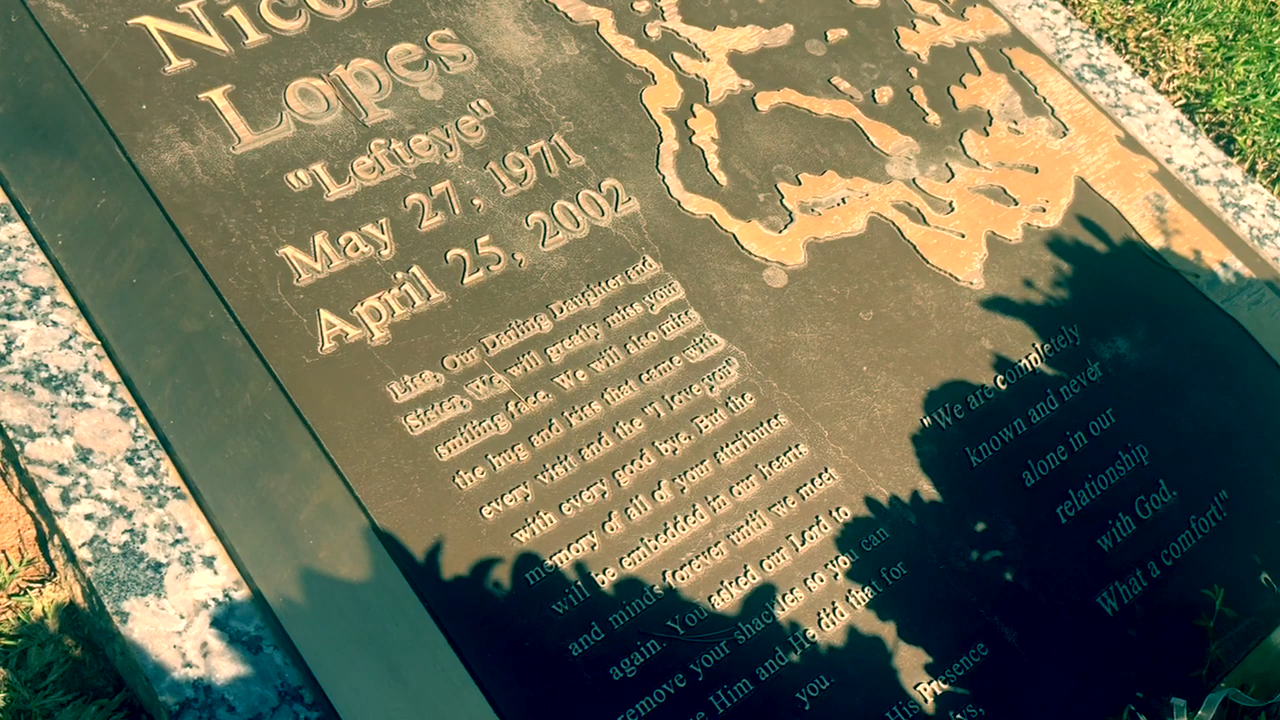 Nicol
Lopes
"Lefteye"
May 27, 1971
April 25, 2002
Lisa, Our Darling Daughter and
Sister, We will greatly miss your
smiling face. We will also miss
the hug and kiss that came with
every visit and the "I love you"
with every good bye. But the
memory of all of your attributes
will be embedded in our hearts
and minds forever until we meet
again. You asked our Lord to
remove your shackles so you can
Him and He did that for
you.
"We are completely
known and never
alone in our
relationship
with God.
What a comfort!"
His Presence